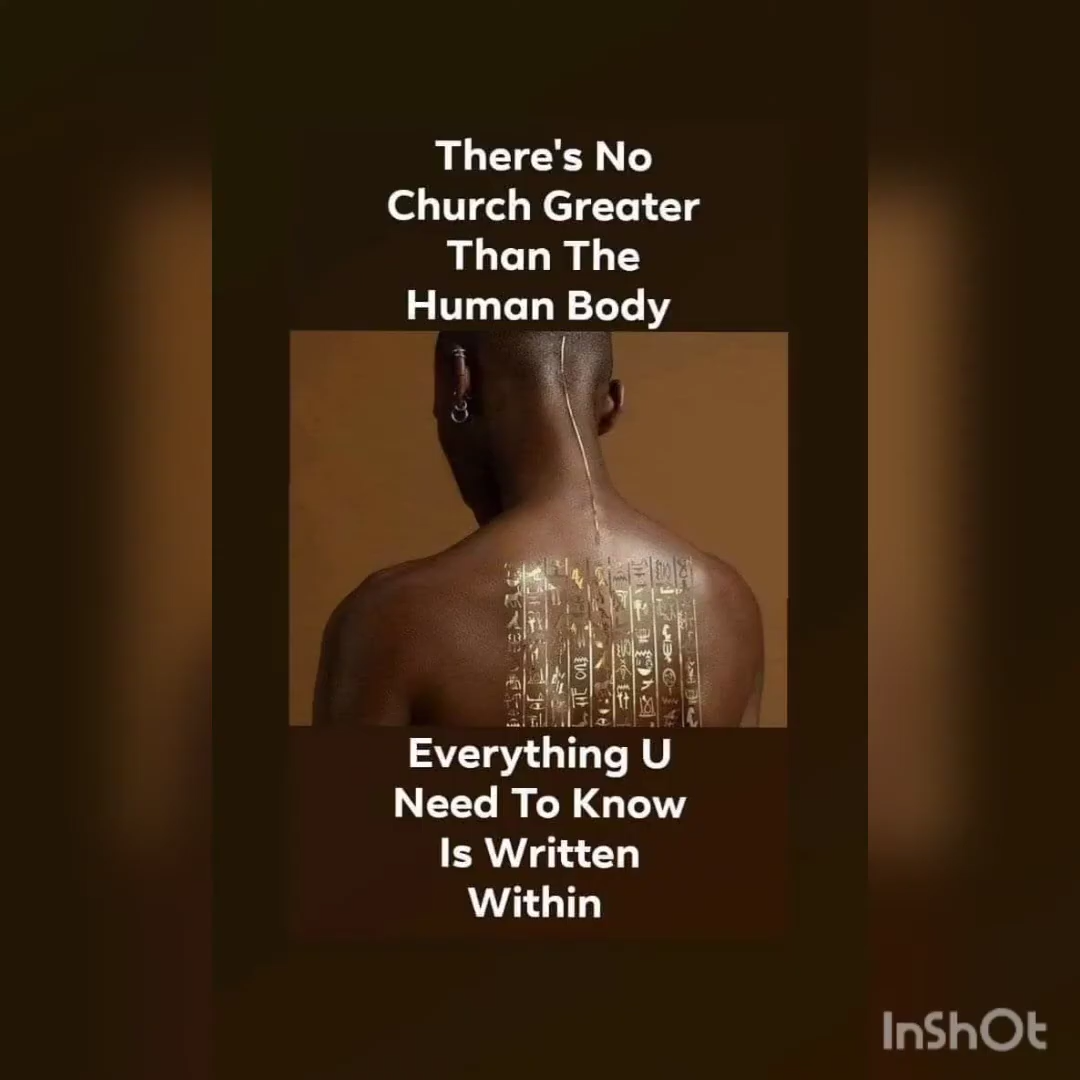 There's No
Church Greater
Than The
Human Body
Everything U
Need To Know
Is Written
Within
InShOt